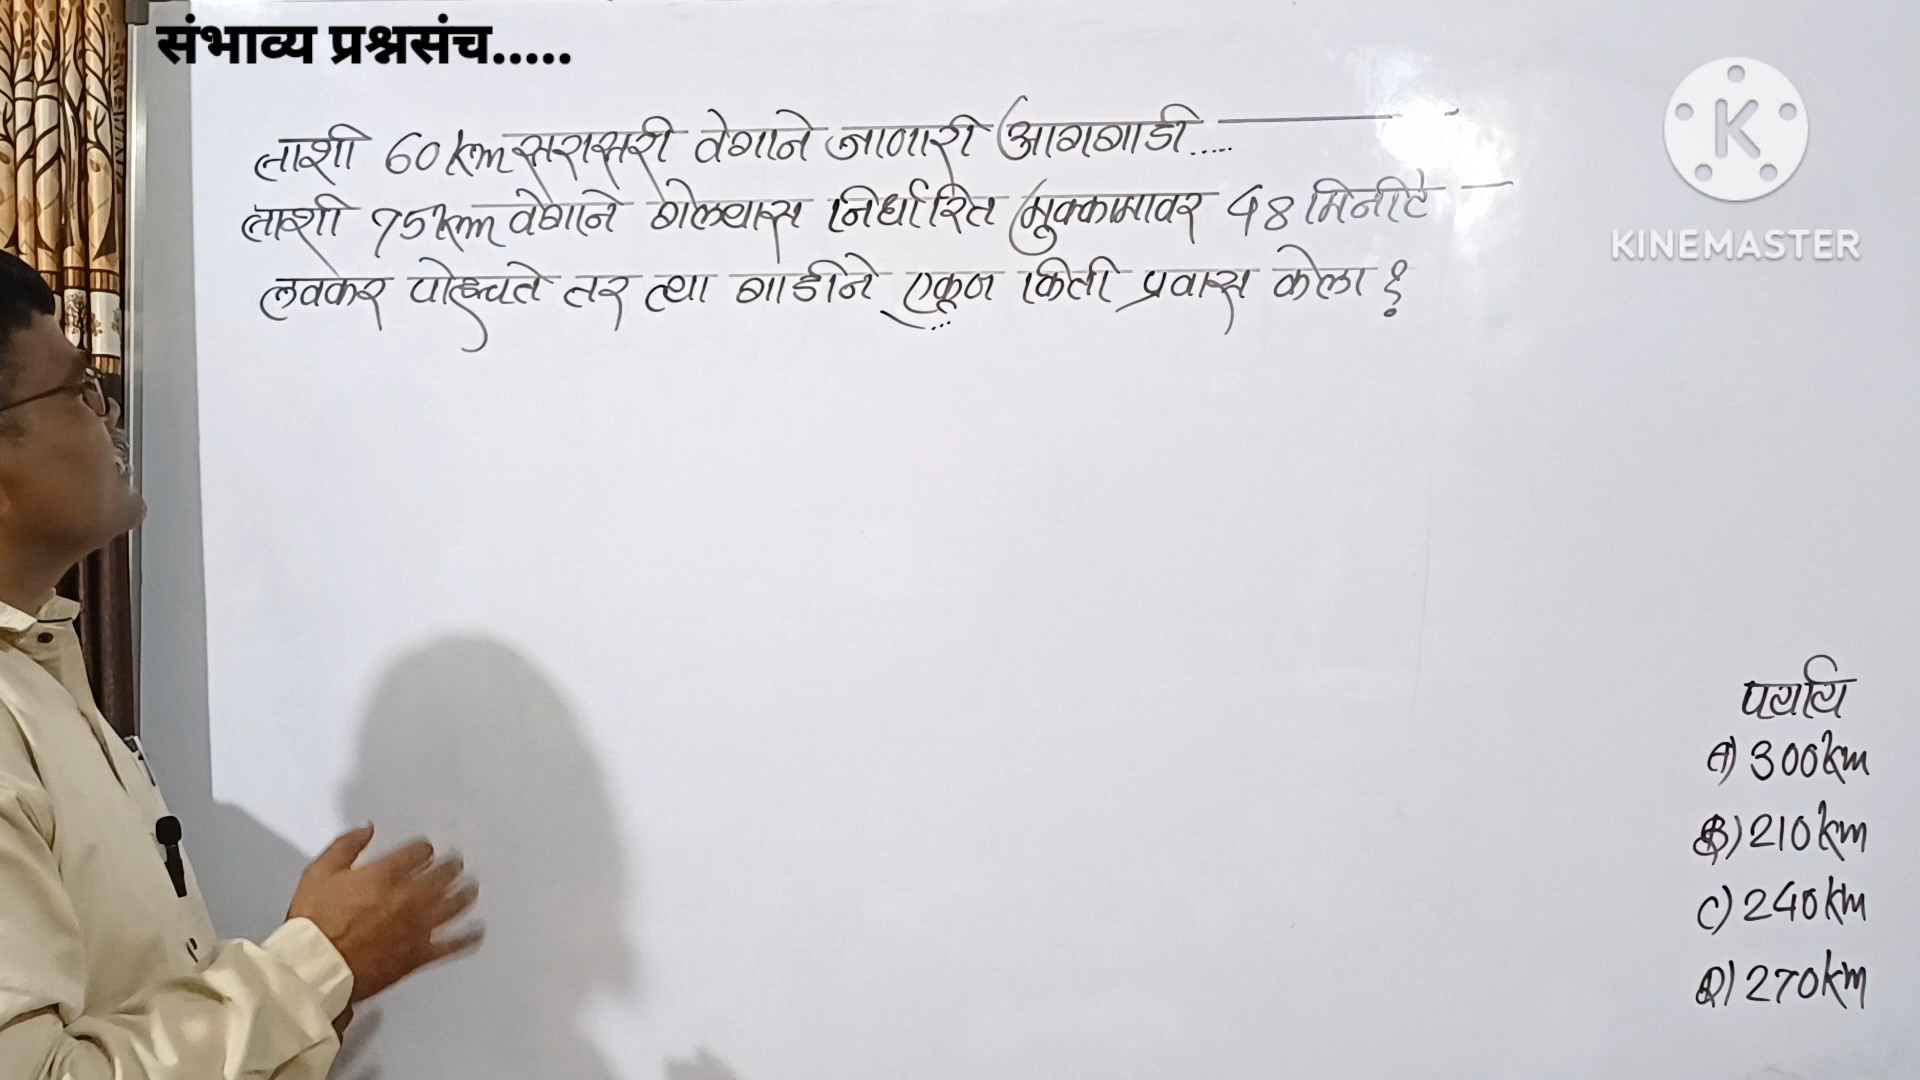 संभाव्य प्रश्नसंच.....
ताशी 60 km सरासरी वेगाने जाणारी आगगाडी.....
ताशी 75 km वेगाने गेल्यास निर्धारित मुक्कामावर 48 मिनीटे
लवकर पोहचते तर त्या गाडीने एकूण किती प्रवास केला ?
K
KINEMASTER
पर्याय
A) 300 km
B) 210 km
C) 240 km
D) 270 km